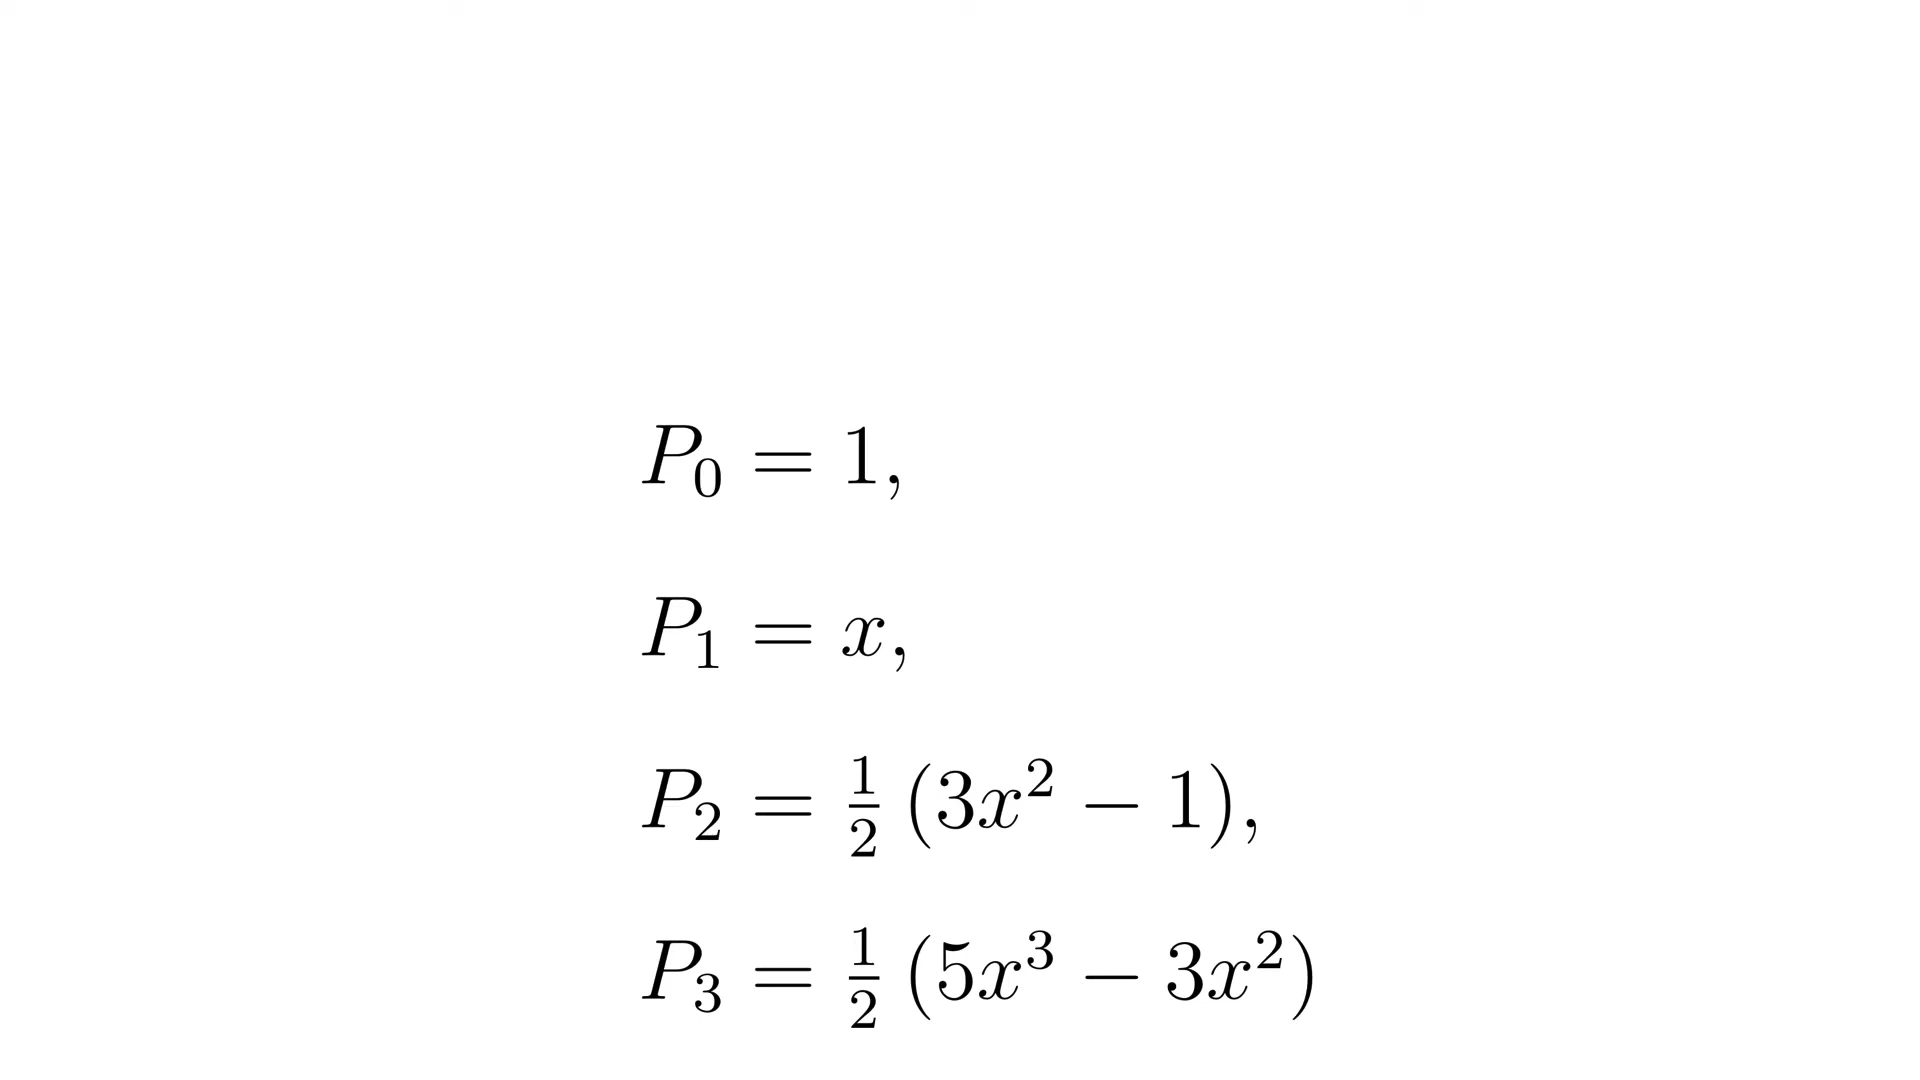 P₀ = 1,
P₁ = x,
P₂ = ½ (3x² − 1),
P₃ = ½ (5x³ − 3x²)